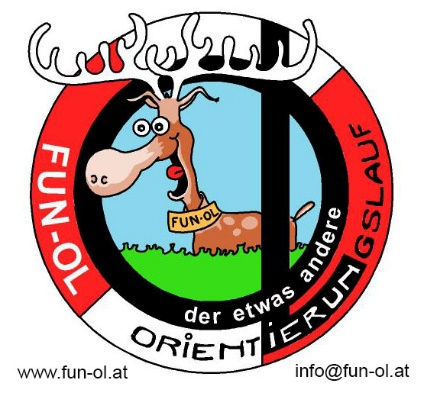 FUN-OL
FUN-OL
der etwas andere
ORiENTiERUNGSLAUF
www.fun-ol.at
info@fun-ol.at